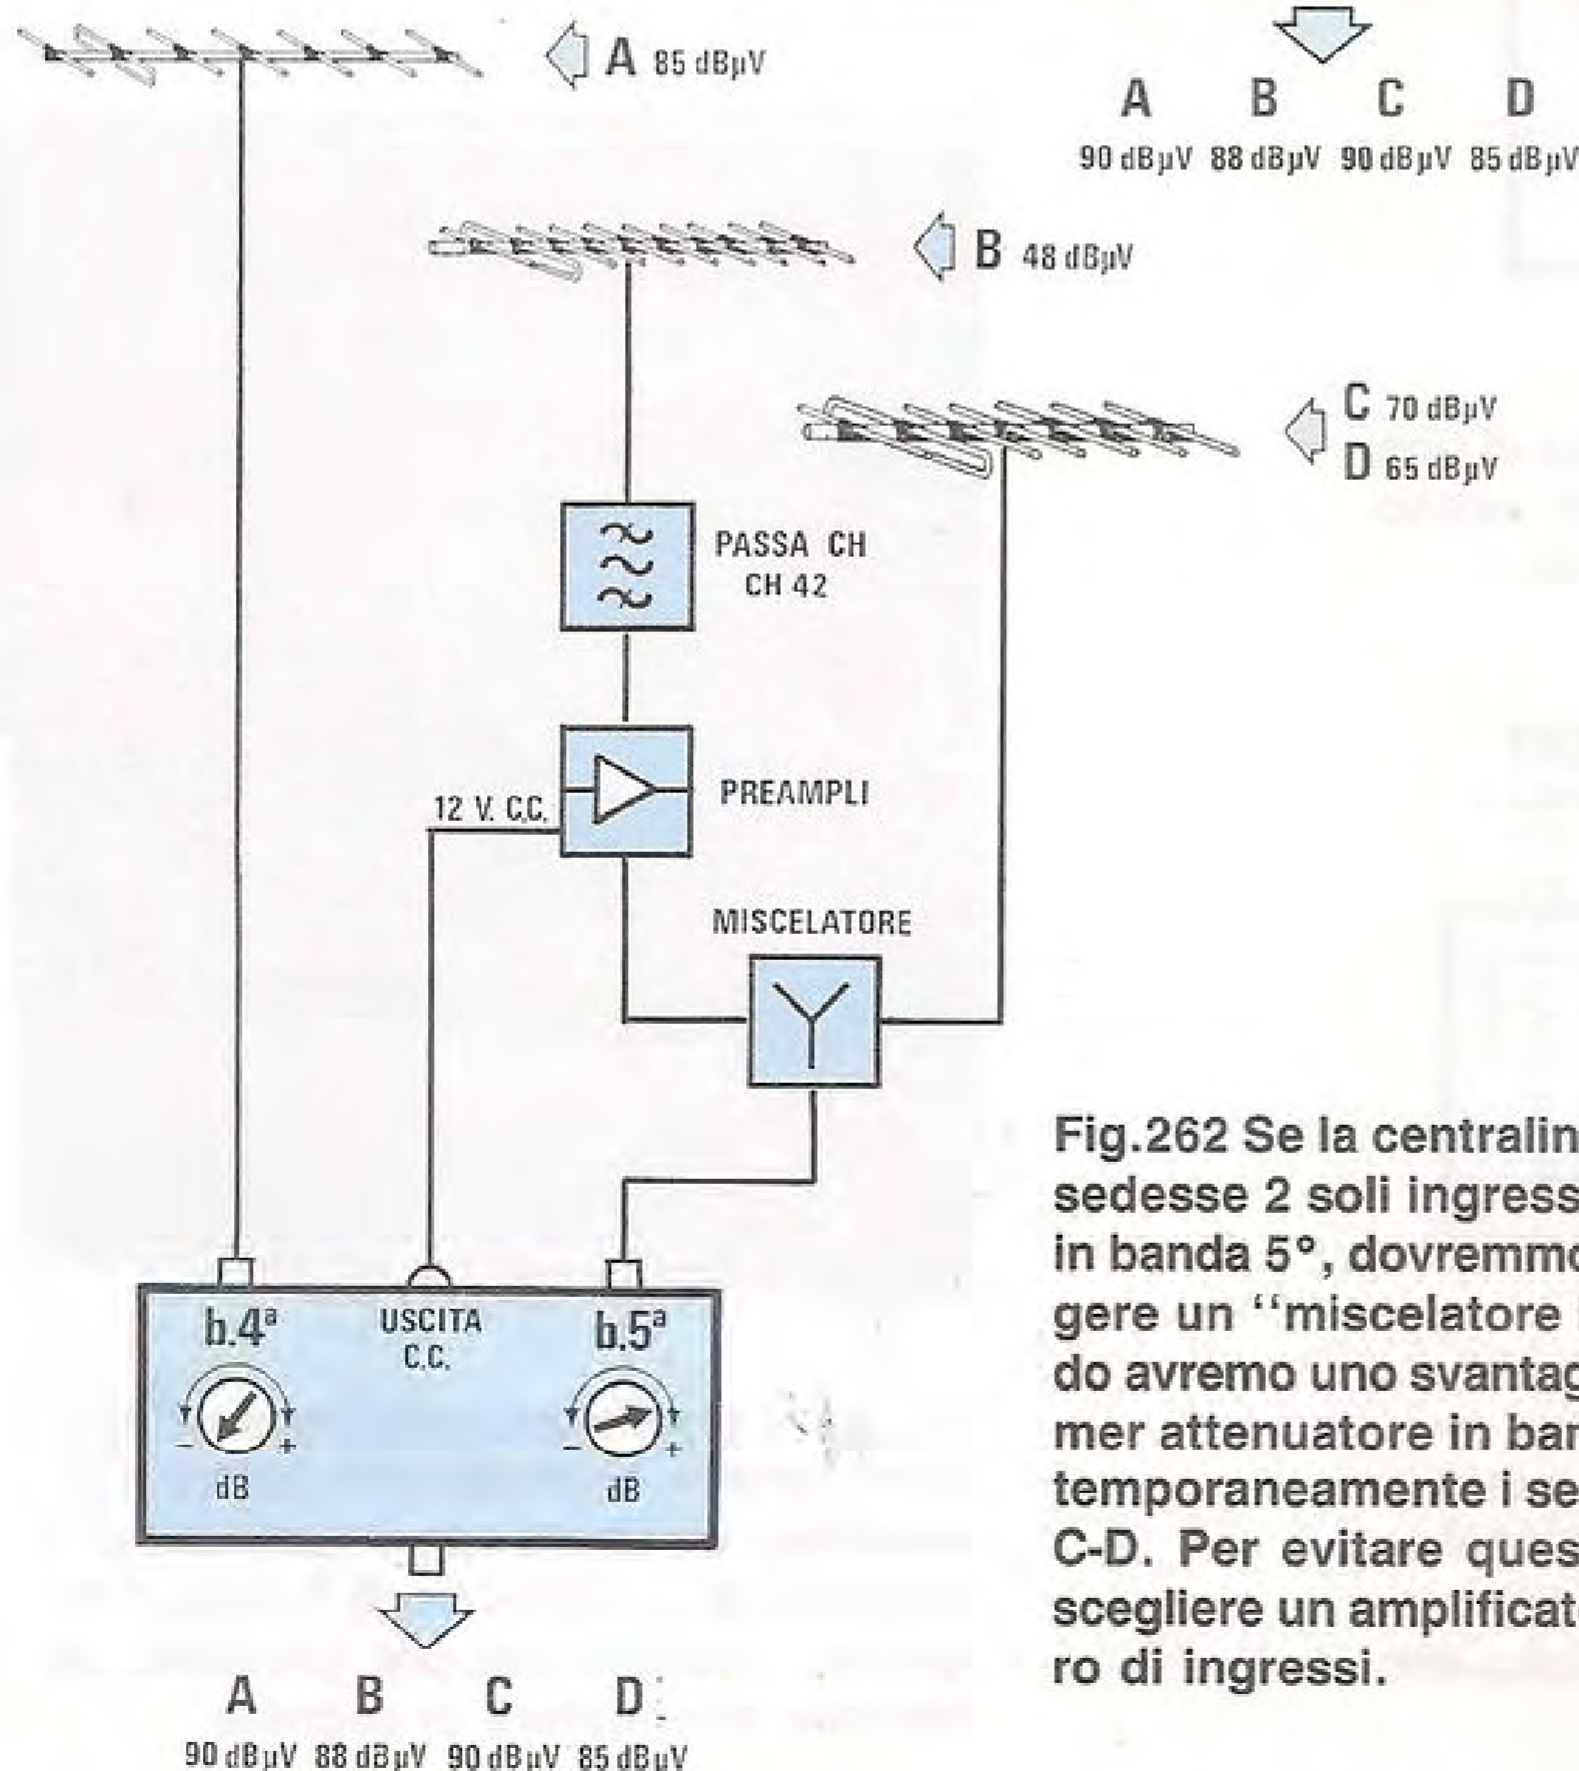 A 85 dBµV
A B C D
90 dBµV 88 dBµV 90 dBµV 85 dBµV
B 48 dBµV
C 70 dBµV
D 65 dBµV
PASSA CH
CH 42
12 V. C.C.
PREAMPLI
MISCELATORE
b.4ª USCITA C.C. b.5ª
- + - +
dB dB
A B C D
90 dBµV 88 dBµV 90 dBµV 85 dBµV
Fig.262 Se la centralin
sedesse 2 soli ingress
in banda 5°, dovremmo
gere un ‘‘miscelatore
do avremo uno svantag
mer attenuatore in ban
temporaneamente i se
C-D. Per evitare ques
scegliere un amplificat
ro di ingressi.